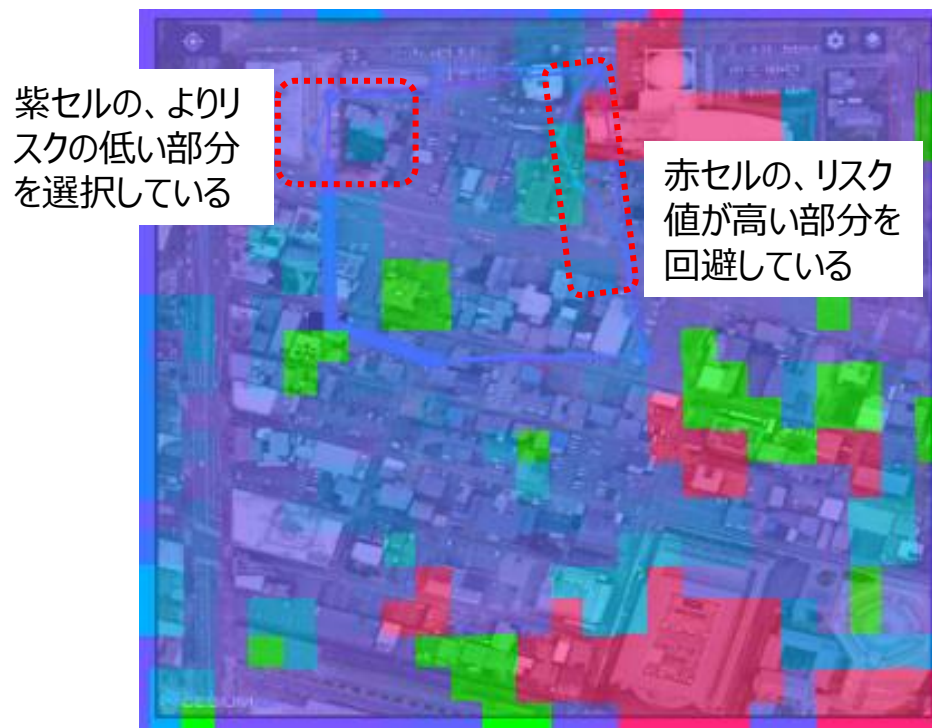 紫セルの、よりリ
スクの低い部分
を選択している
赤セルの、リスク
値が高い部分を
回避している